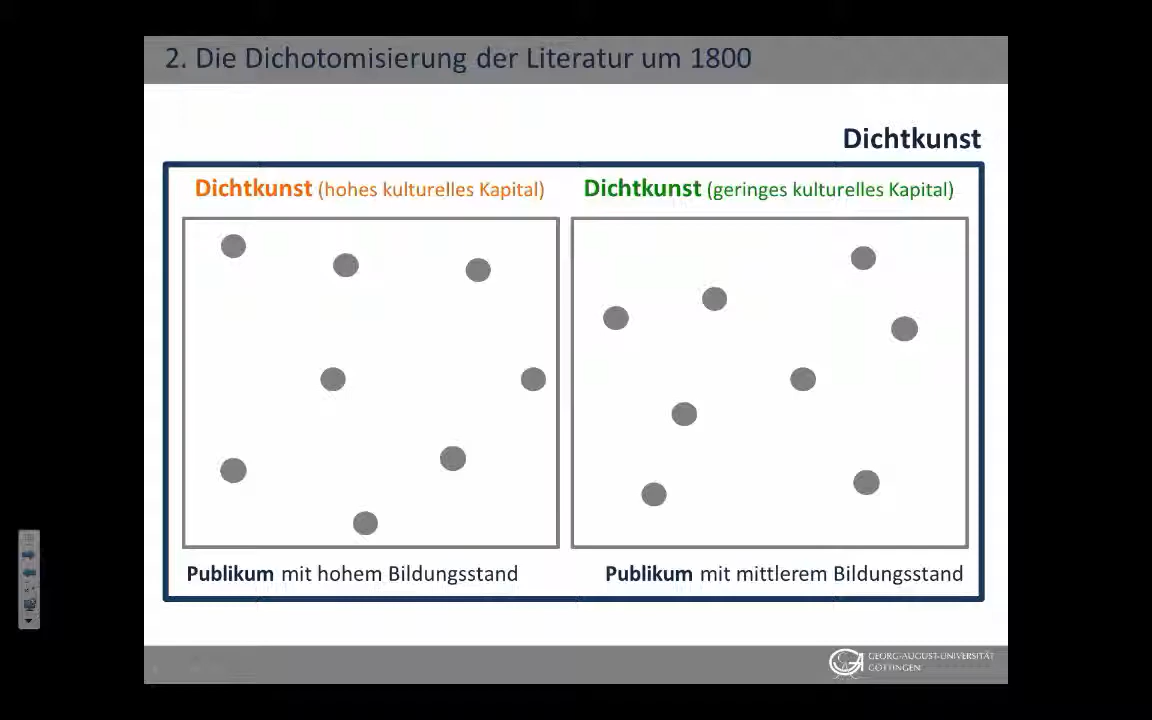 2. Die Dichotomisierung der Literatur um 1800
Dichtkunst
Dichtkunst (hohes kulturelles Kapital)
Dichtkunst (geringes kulturelles Kapital)
Publikum mit hohem Bildungsstand
Publikum mit mittlerem Bildungsstand
GEORG-AUGUST-UNIVERSITÄT
GÖTTINGEN